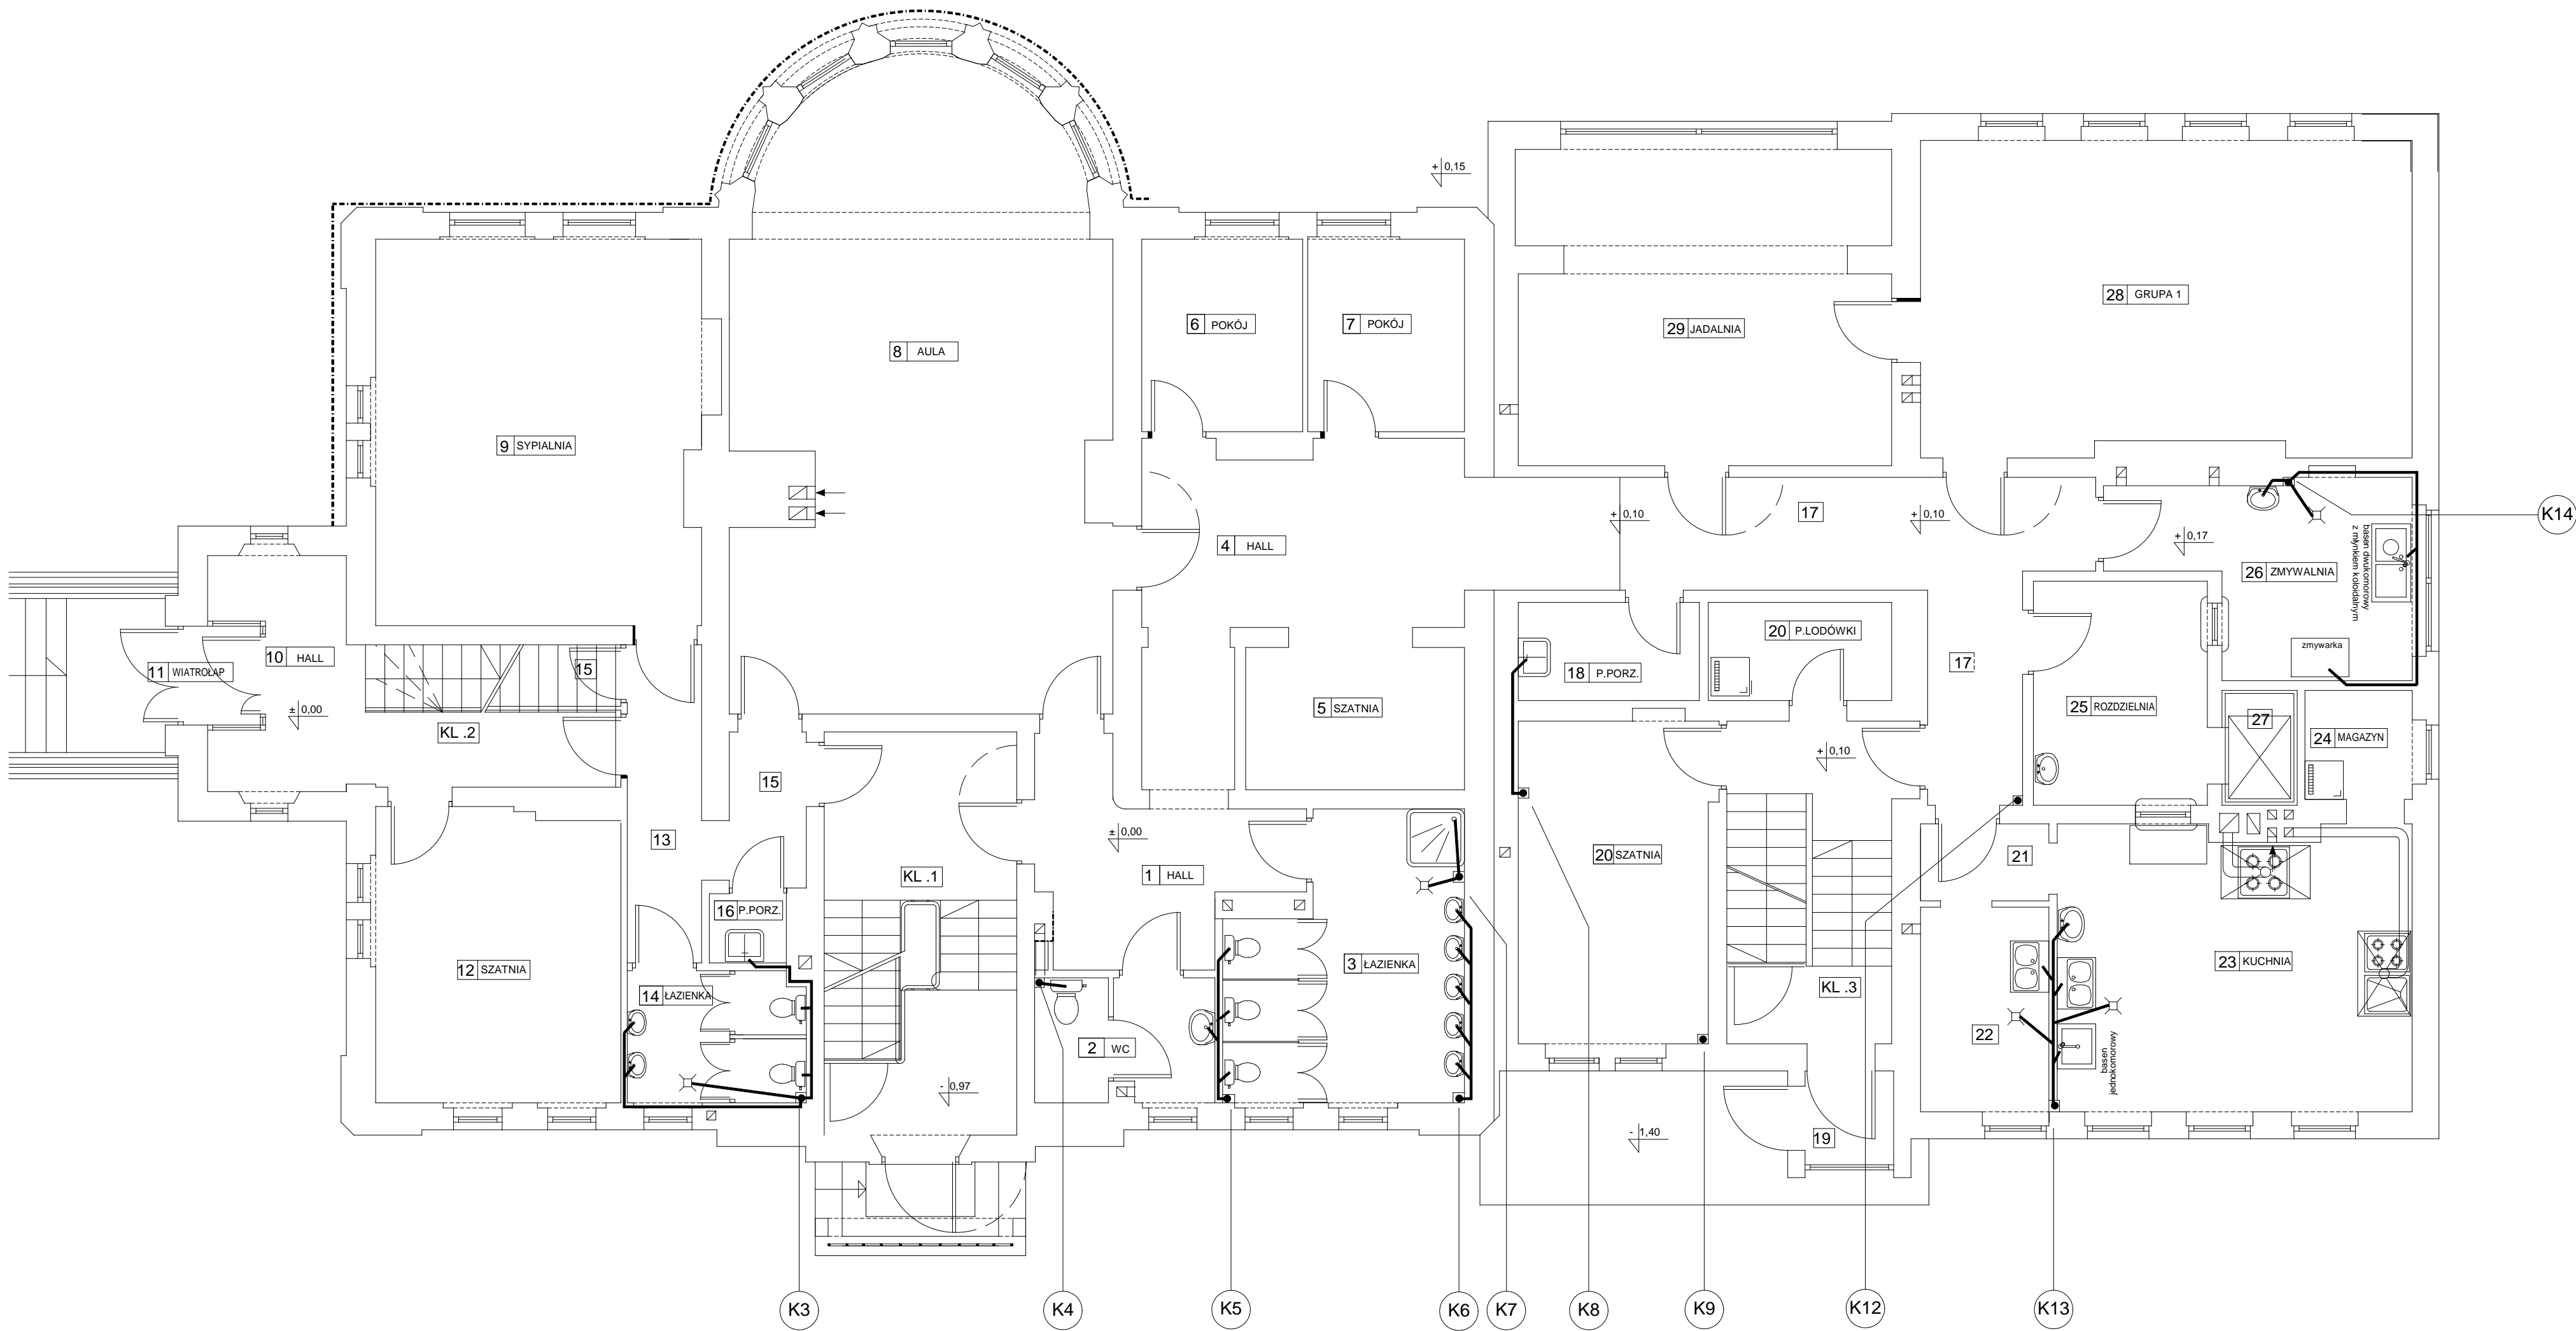 + 0,15
28 GRUPA 1
6 POKÓJ
7 POKÓJ
29 JADALNIA
8 AULA
9 SYPIALNIA
17
+ 0,10
+ 0,10
K14
4 HALL
+ 0,17
26 ZMYWALNIA
basen dwukomorowy
z młynkiem koloidalnym
zmywarka
20 P.LODÓWKI
18 P.PORZ.
17
10 HALL
11 WIATROŁAP
15
± 0,00
KL .2
5 SZATNIA
25 ROZDZIELNIA
27
24 MAGAZYN
+ 0,10
15
13
± 0,00
20 SZATNIA
21
KL .1
1 HALL
16 P.PORZ.
12 SZATNIA
3 ŁAZIENKA
23 KUCHNIA
14 ŁAZIENKA
KL .3
22
2 WC
basen
jednokomorowy
- 0,97
- 1,40
19
K3
K4
K5
K6
K7
K8
K9
K12
K13